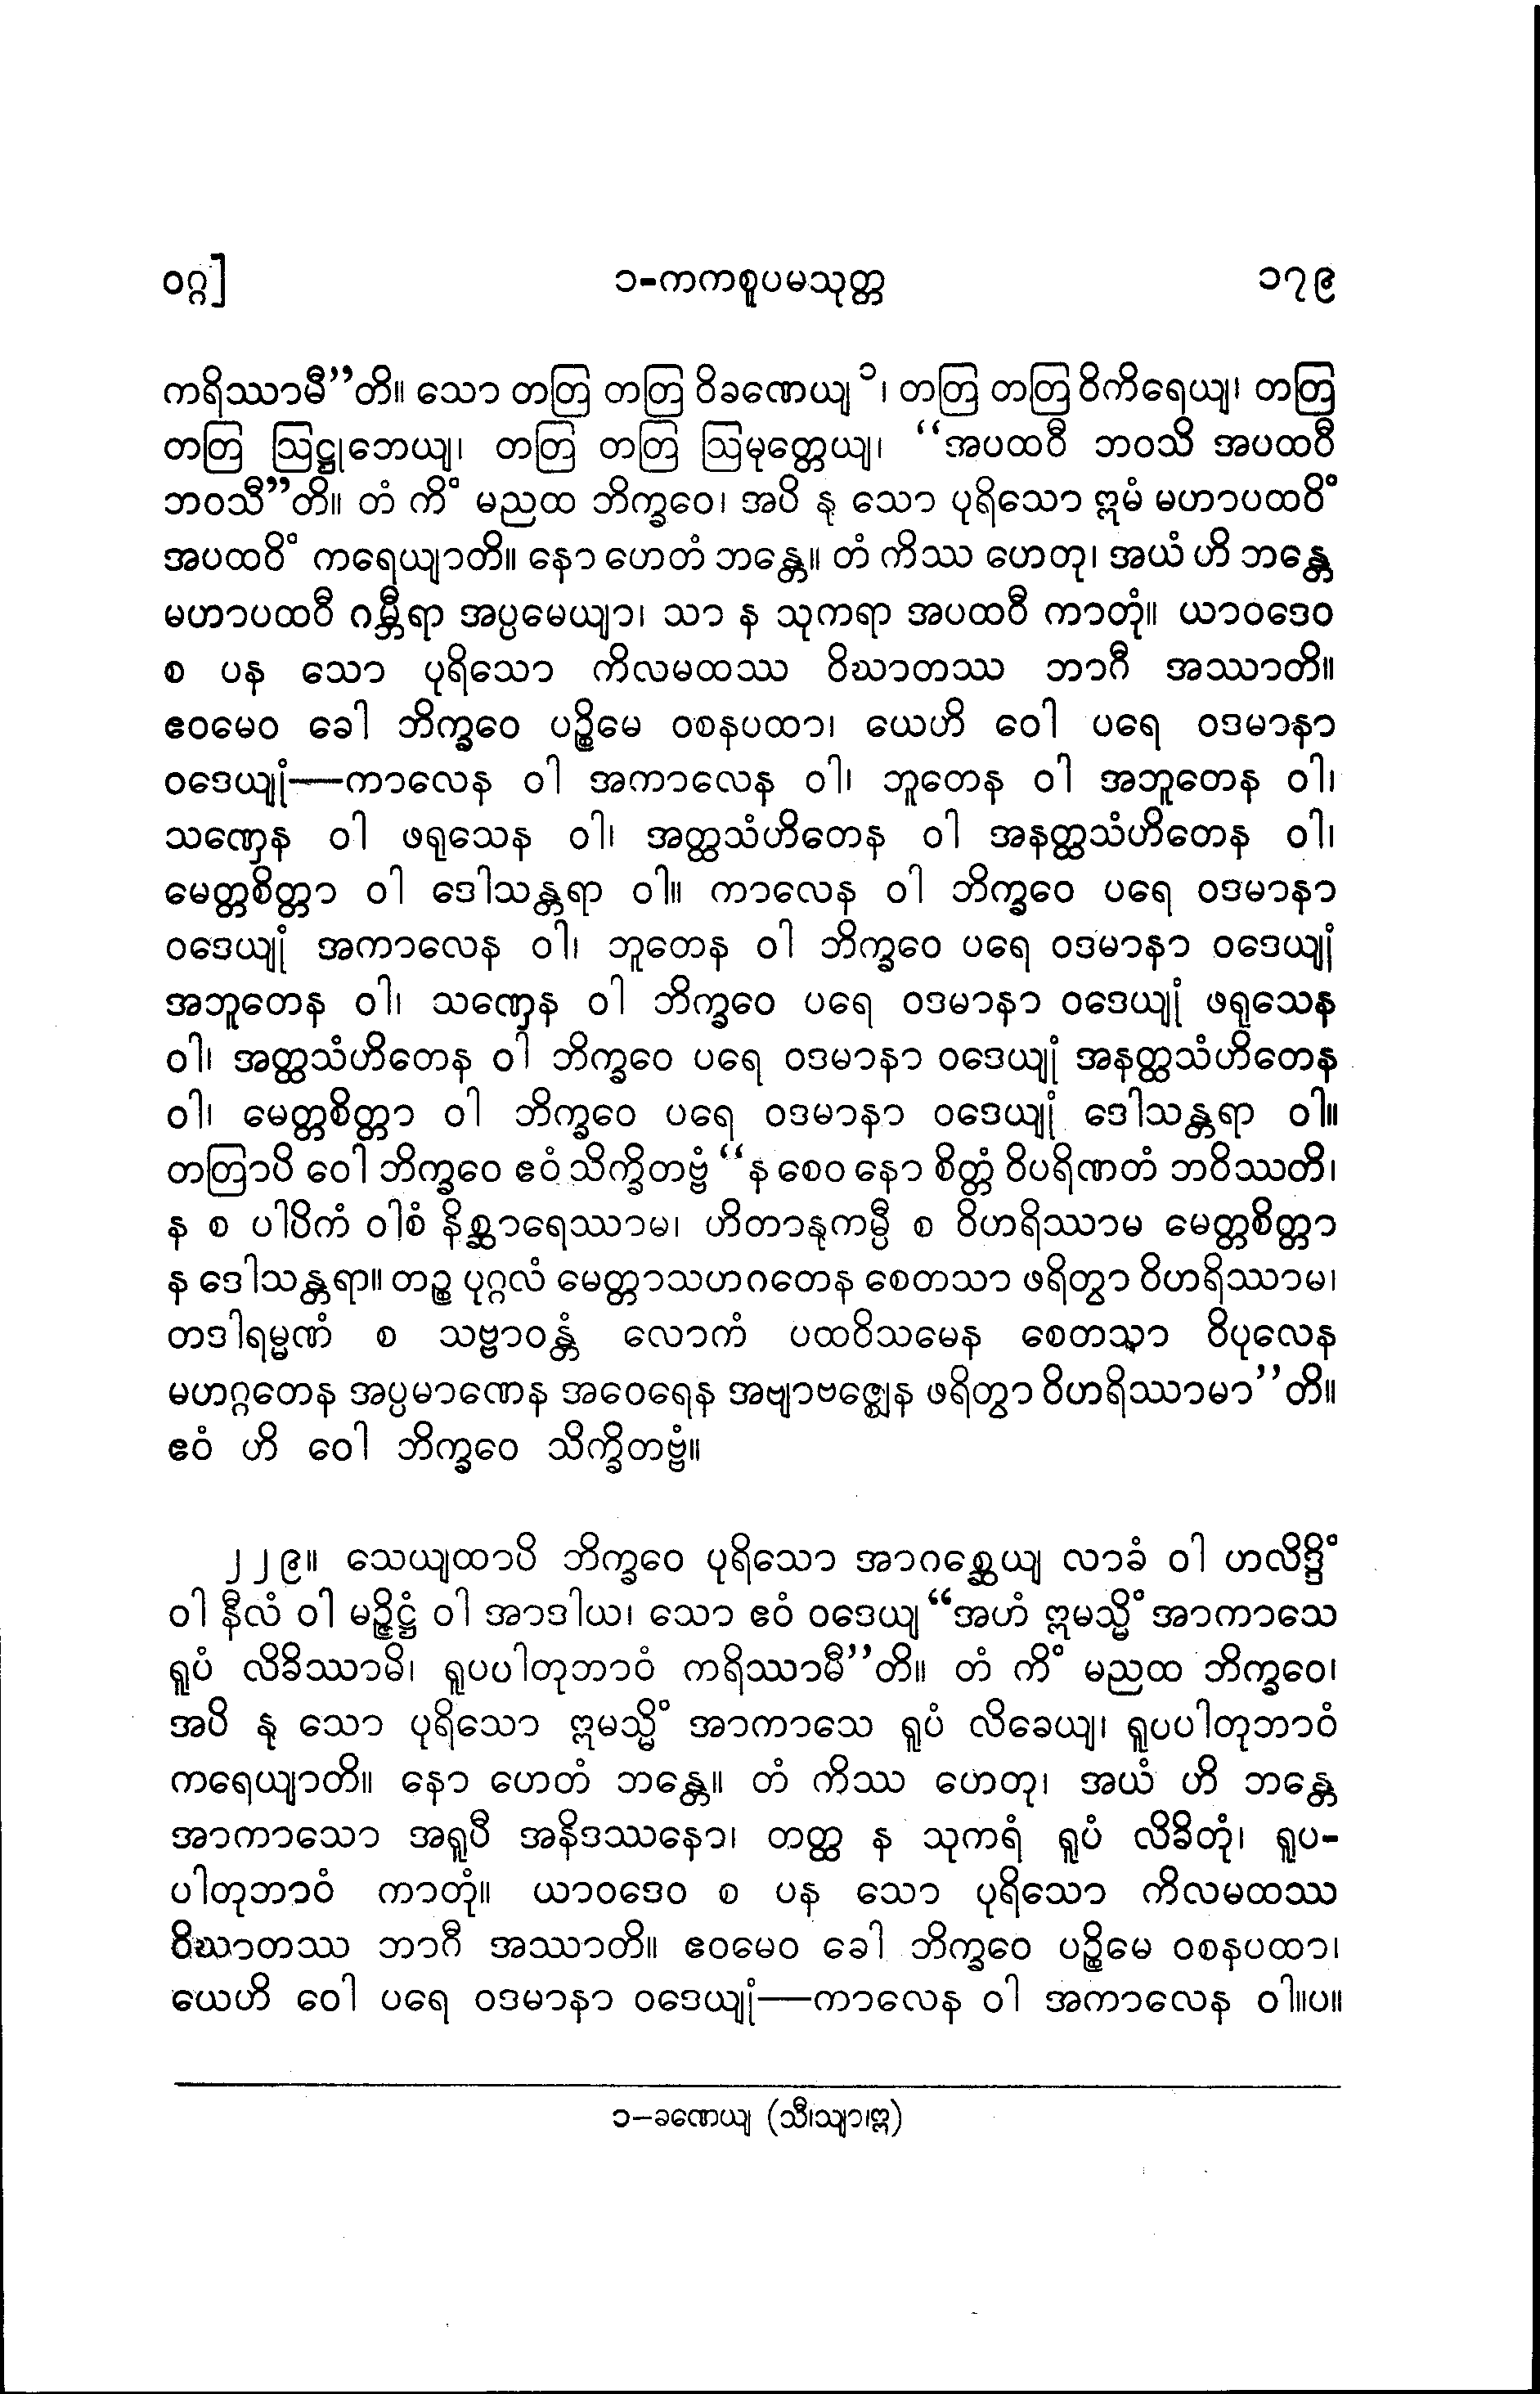 ဝဂ္ဂ] ၁-ကကစူပမသုတ္တ ၁၇၉
ကရိဿာမီ”တိ။ သော တတြ တတြ ဝိခဏေယျ ၁၊ တတြ တတြ ဝိကိရေယျ၊ တတြ
တတြ ဩဋ္ဌုဘေယျ၊ တတြ တတြ ဩမုတ္တေယျ၊ “အပထဝီ ဘဝသိ အပထဝီ
ဘဝသီ”တိ။ တံ ကိံ မညထ ဘိက္ခဝေ၊ အပိ နု သော ပုရိသော ဣမံ မဟာပထဝိံ
အပထဝိံ ကရေယျာတိ။ နော ဟေတံ ဘန္တေ။ တံ ကိဿ ဟေတု၊ အယံ ဟိ ဘန္တေ
မဟာပထဝီ ဂမ္ဘီရာ အပ္ပမေယျာ၊ သာ န သုကရာ အပထဝီ ကာတုံ။ ယာဝဒေဝ
စ ပန သော ပုရိသော ကိလမထဿ ဝိဃာတဿ ဘာဂီ အဿာတိ။
ဧဝမေဝ ခေါ ဘိက္ခဝေ ပဉ္စိမေ ဝစနပထာ၊ ယေဟိ ဝေါ ပရေ ဝဒမာနာ
ဝဒေယျုံ—ကာလေန ဝါ အကာလေန ဝါ၊ ဘူတေန ဝါ အဘူတေန ဝါ၊
သဏှေန ဝါ ဖရုသေန ဝါ၊ အတ္ထသံဟိတေန ဝါ အနတ္ထသံဟိတေန ဝါ၊
မေတ္တစိတ္တာ ဝါ ဒေါသန္တရာ ဝါ။ ကာလေန ဝါ ဘိက္ခဝေ ပရေ ဝဒမာနာ
ဝဒေယျုံ အကာလေန ဝါ၊ ဘူတေန ဝါ ဘိက္ခဝေ ပရေ ဝဒမာနာ ဝဒေယျုံ
အဘူတေန ဝါ၊ သဏှေန ဝါ ဘိက္ခဝေ ပရေ ဝဒမာနာ ဝဒေယျုံ ဖရုသေန
ဝါ၊ အတ္ထသံဟိတေန ဝါ ဘိက္ခဝေ ပရေ ဝဒမာနာ ဝဒေယျုံ အနတ္ထသံဟိတေန
ဝါ၊ မေတ္တစိတ္တာ ဝါ ဘိက္ခဝေ ပရေ ဝဒမာနာ ဝဒေယျုံ ဒေါသန္တရာ ဝါ။
တတြာပိ ဝေါ ဘိက္ခဝေ ဧဝံ သိက္ခိတဗ္ဗံ “န စေဝ နော စိတ္တံ ဝိပရိဏတံ ဘဝိဿတိ၊
န စ ပါပိကံ ဝါစံ နိစ္ဆာရေဿာမ၊ ဟိတာနုကမ္ပီ စ ဝိဟရိဿာမ မေတ္တစိတ္တာ
န ဒေါသန္တရာ။ တဉ္စ ပုဂ္ဂလံ မေတ္တာသဟဂတေန စေတသာ ဖရိတွာ ဝိဟရိဿာမ၊
တဒါရမ္မဏံ စ သဗ္ဗာဝန္တံ လောကံ ပထဝိသမေန စေတသာ ဝိပုလေန
မဟဂ္ဂတေန အပ္ပမာဏေန အဝေရေန အဗျာဗဇ္ဈေန ဖရိတွာ ဝိဟရိဿာမာ”တိ။
ဧဝံ ဟိ ဝေါ ဘိက္ခဝေ သိက္ခိတဗ္ဗံ။
၂၂၉။ သေယျထာပိ ဘိက္ခဝေ ပုရိသော အာဂစ္ဆေယျ လာခံ ဝါ ဟလိဒ္ဒိံ
ဝါ နီလံ ဝါ မဉ္ဇိဋ္ဌံ ဝါ အာဒါယ၊ သော ဧဝံ ဝဒေယျ “အဟံ ဣမသ္မိံ အာကာသေ
ရူပံ လိခိဿာမိ၊ ရူပပါတုဘာဝံ ကရိဿာမီ”တိ။ တံ ကိံ မညထ ဘိက္ခဝေ၊
အပိ နု သော ပုရိသော ဣမသ္မိံ အာကာသေ ရူပံ လိခေယျ၊ ရူပပါတုဘာဝံ
ကရေယျာတိ။ နော ဟေတံ ဘန္တေ။ တံ ကိဿ ဟေတု၊ အယံ ဟိ ဘန္တေ
အာကာသော အရူပီ အနိဒဿနော၊ တတ္ထ န သုကရံ ရူပံ လိခိတုံ၊ ရူပ-
ပါတုဘာဝံ ကာတုံ။ ယာဝဒေဝ စ ပန သော ပုရိသော ကိလမထဿ
ဝိဃာတဿ ဘာဂီ အဿာတိ။ ဧဝမေဝ ခေါ ဘိက္ခဝေ ပဉ္စိမေ ဝစနပထာ၊
ယေဟိ ဝေါ ပရေ ဝဒမာနာ ဝဒေယျုံ—ကာလေန ဝါ အကာလေန ဝါ။ပ။
၁-ခဏေယျ (သီ၊သျာ၊ဣ)